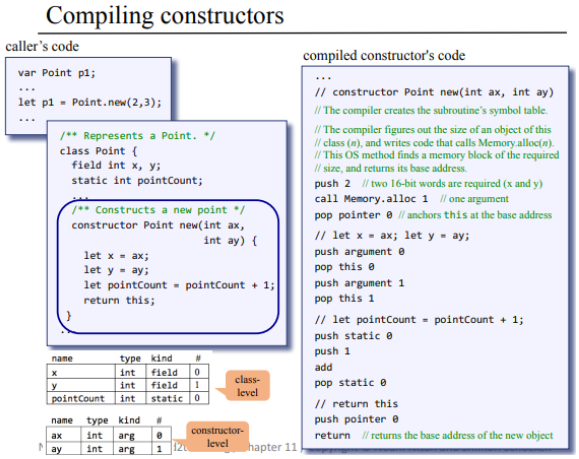 Compiling constructors
caller's code
var Point p1;
...
let p1 = Point.new(2,3);
...
/** Represents a Point. */
class Point {
field int x, y;
static int pointCount;
...
/** Constructs a new point */
constructor Point new(int ax,
int ay) {
let x = ax;
let y = ay;
let pointCount = pointCount + 1;
return this;
}
...
name type kind #
x int field 0
y int field 1
pointCount int static 0
class-
level
name type kind #
ax int arg 0
ay int arg 1
constructor-
level
hapter 11
compiled constructor's code
...
// constructor Point new(int ax, int ay)
// The compiler creates the subroutine's symbol table.
// The compiler figures out the size of an object of this
// class (n), and writes code that calls Memory.alloc(n).
// This OS method finds a memory block of the required
// size, and returns its base address.
push 2 // two 16-bit words are required (x and y)
call Memory.alloc 1 // one argument
pop pointer 0 // anchors this at the base address
// let x = ax; let y = ay;
push argument 0
pop this 0
push argument 1
pop this 1
// let pointCount = pointCount + 1;
push static 0
push 1
add
pop static 0
// return this
push pointer 0
return // returns the base address of the new object